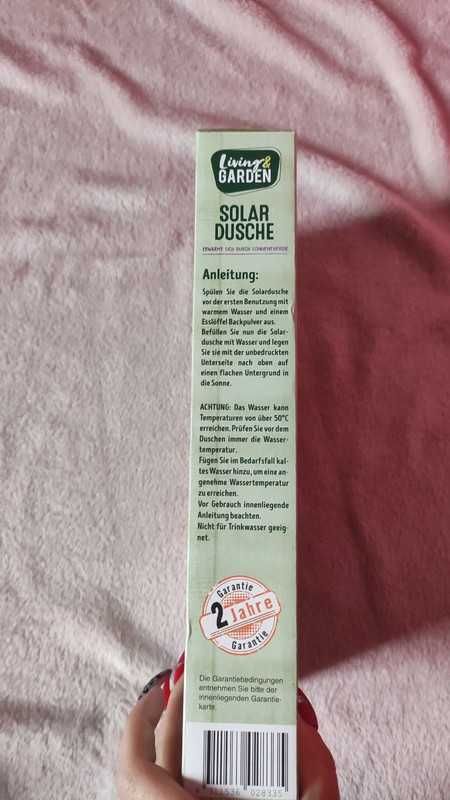 Living &
GARDEN
SOLAR
DUSCHE
ERWÄRMT SICH DURCH SONNENENERGIE
Anleitung:
Spülen Sie die Solardusche
vor der ersten Benutzung mit
warmem Wasser und einem
Esslöffel Backpulver aus.
Befüllen Sie nun die Solar-
dusche mit Wasser und legen
Sie sie mit der unbedruckten
Unterseite nach oben auf
einen flachen Untergrund in
die Sonne.
ACHTUNG: Das Wasser kann
Temperaturen von über 50°C
erreichen. Prüfen Sie vor dem
Duschen immer die Wasser-
temperatur.
Fügen Sie im Bedarfsfall kal-
tes Wasser hinzu, um eine an-
genehme Wassertemperatur
zu erreichen.
Vor Gebrauch innenliegende
Anleitung beachten.
Nicht für Trinkwasser geeig-
net.
Garantie
2 Jahre
Garantie
Die Garantiebedingungen
entnehmen Sie bitte der
innenliegenden Garantie-
karte.
028335